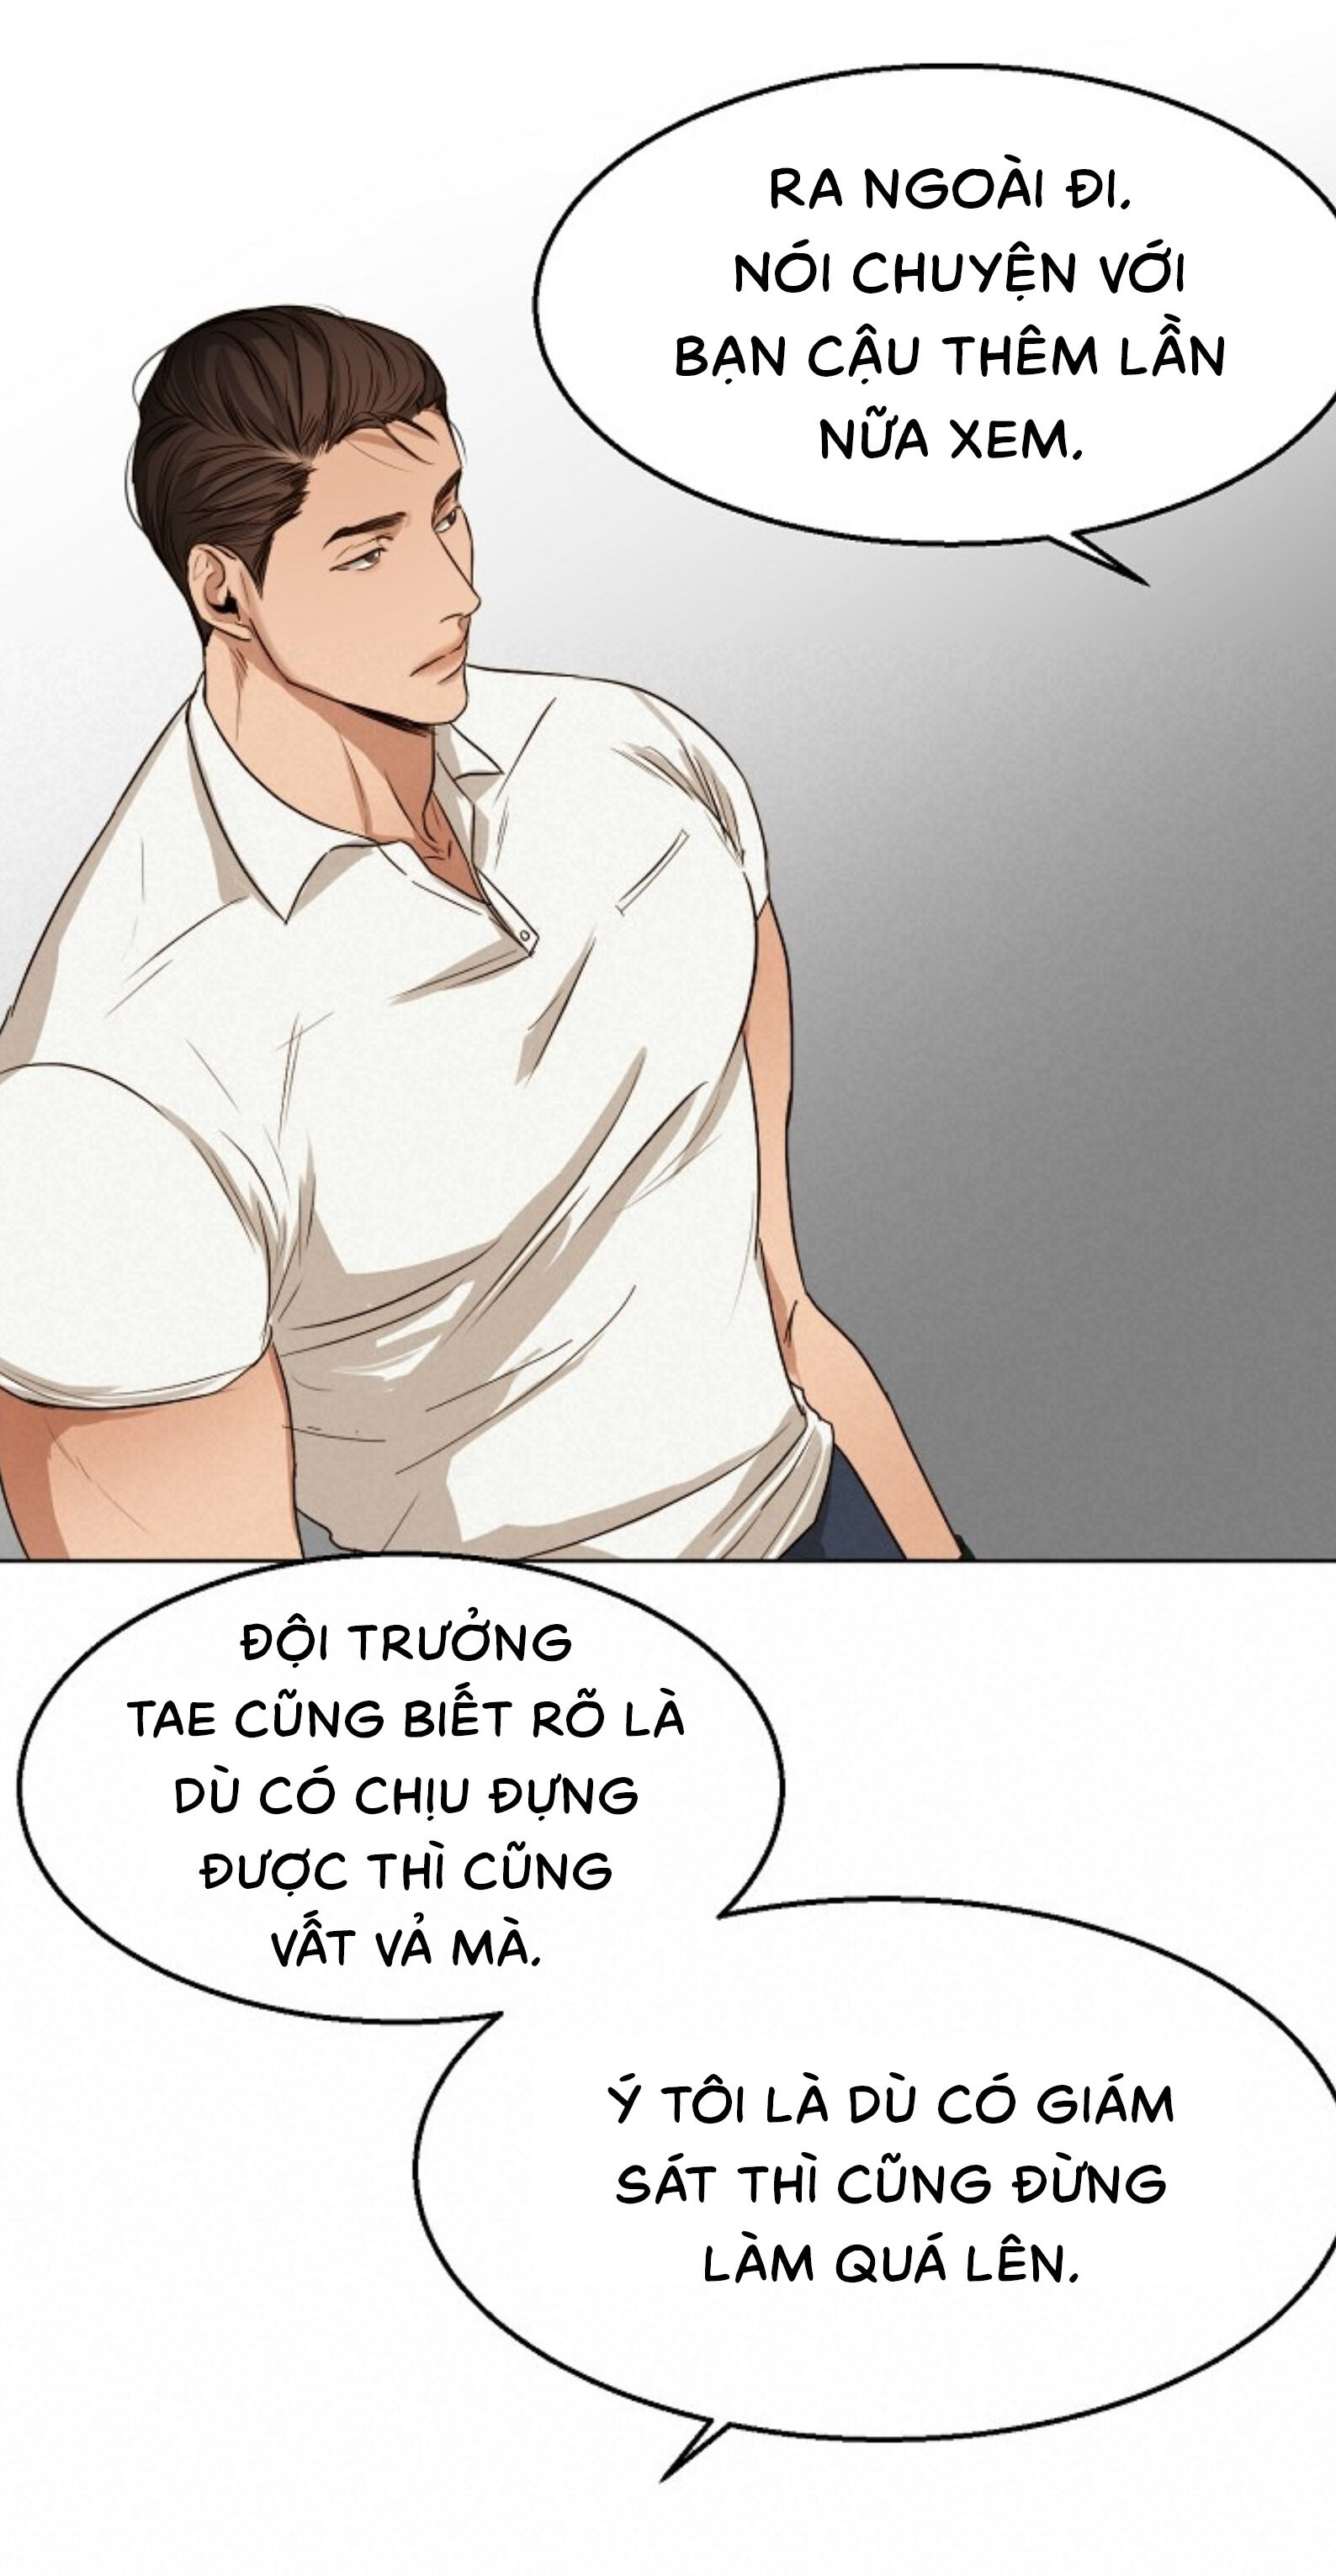 RA NGOÀI ĐI.
NÓI CHUYỆN VỚI
BẠN CẬU THÊM LẦN
NỮA XEM.
ĐỘI TRƯỞNG
TAE CŨNG BIẾT RÕ LÀ
DÙ CÓ CHỊU ĐỰNG
ĐƯỢC THÌ CŨNG
VẤT VẢ MÀ.
Ý TÔI LÀ DÙ CÓ GIÁM
SÁT THÌ CŨNG ĐỪNG
LÀM QUÁ LÊN.